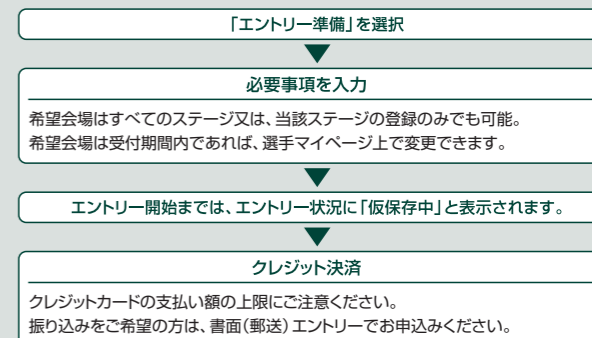 「エントリー準備」を選択
必要事項を入力
希望会場はすべてのステージ又は、当該ステージの登録のみでも可能。
希望会場は受付期間内であれば、選手マイページ上で変更できます。
エントリー開始までは、エントリー状況に「仮保存中」と表示されます。
クレジット決済
クレジットカードの支払い額の上限にご注意ください。
振り込みをご希望の方は、書面(郵送)エントリーでお申込みください。